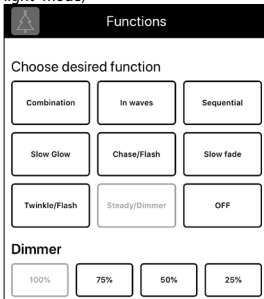 Functions
Choose desired function
Combination In waves Sequential
Slow Glow Chase/Flash Slow fade
Twinkle/Flash Steady/Dimmer OFF
Dimmer
100% 75% 50% 25%